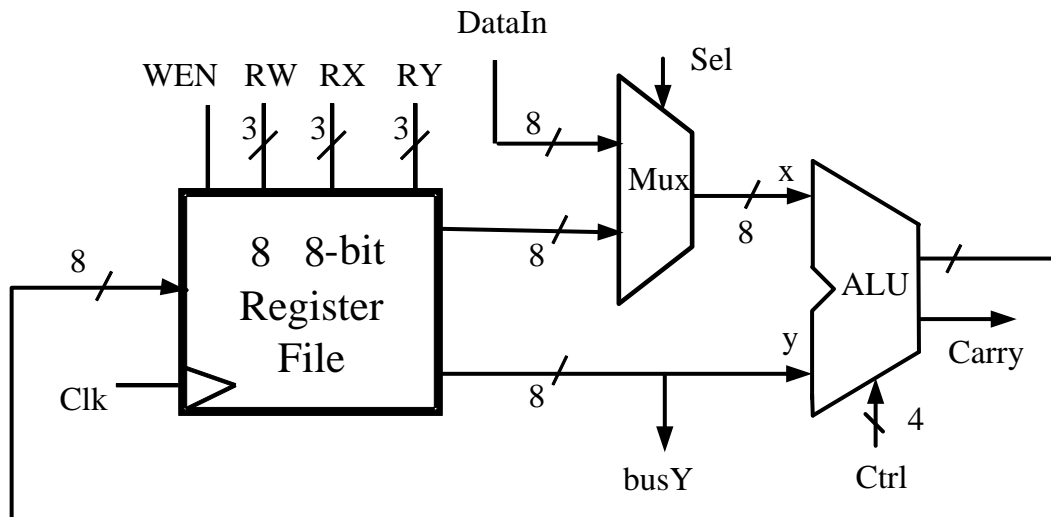 DataIn
Sel
WEN RW RX RY
3 3 3
8
Mux
x
8
8
8
8 8-bit
Register
File
8
ALU
y
Carry
Clk
8
4
busY
Ctrl